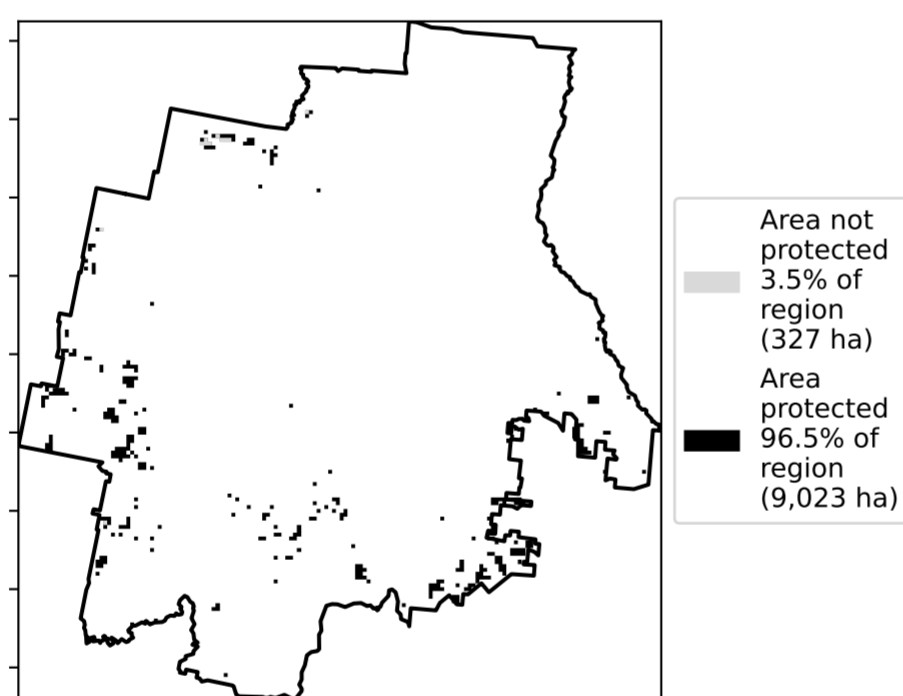 Area not
protected
3.5% of
region
(327 ha)
Area
protected
96.5% of
region
(9,023 ha)